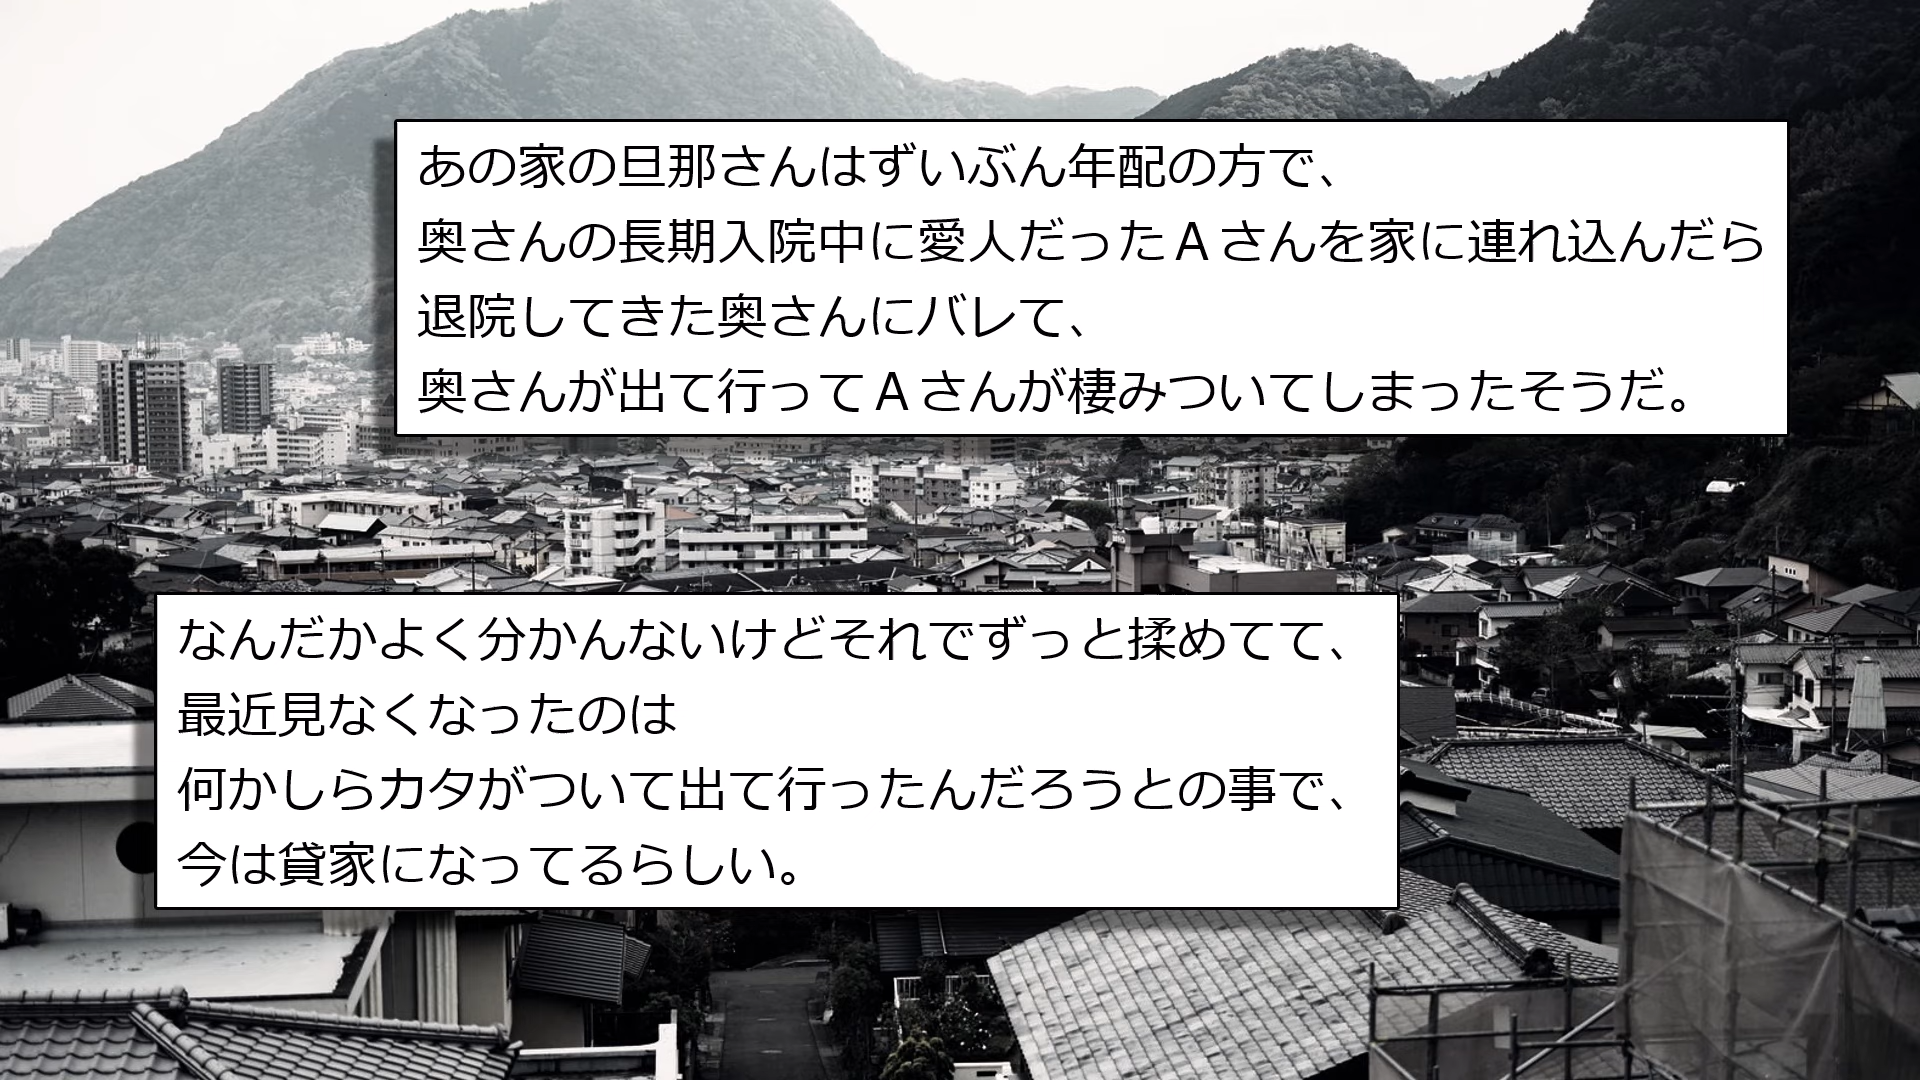 あの家の旦那さんはずいぶん年配の方で、
奥さんの長期入院中に愛人だったＡさんを家に連れ込んだら
退院してきた奥さんにバレて、
奥さんが出て行ってＡさんが棲みついてしまったそうだ。
なんだかよく分かんないけどそれでずっと揉めてて、
最近見なくなったのは
何かしらカタがついて出て行ったんだろうとの事で、
今は貸家になってるらしい。